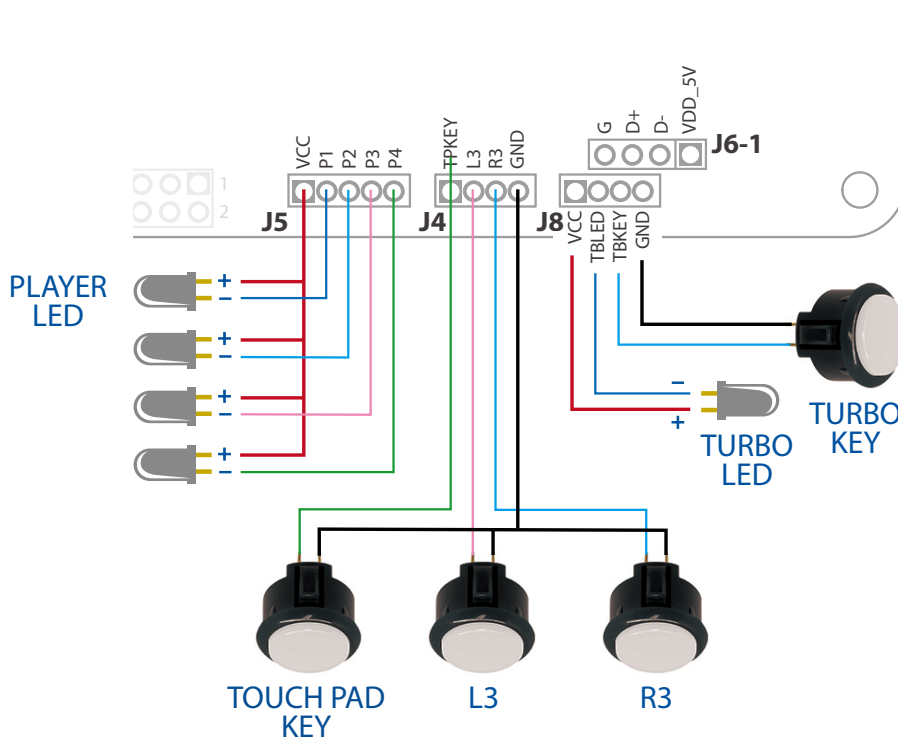 G
D+
D-
VDD_5V
J6-1
VCC
P1
P2
P3
P4
TPKEY
L3
R3
GND
1
2
J5
J4
J8
VCC
TBLED
TBKEY
GND
PLAYER
LED
+
−
+
−
+
−
+
−
−
+
TURBO
LED
TURBO
KEY
TOUCH PAD
KEY
L3
R3